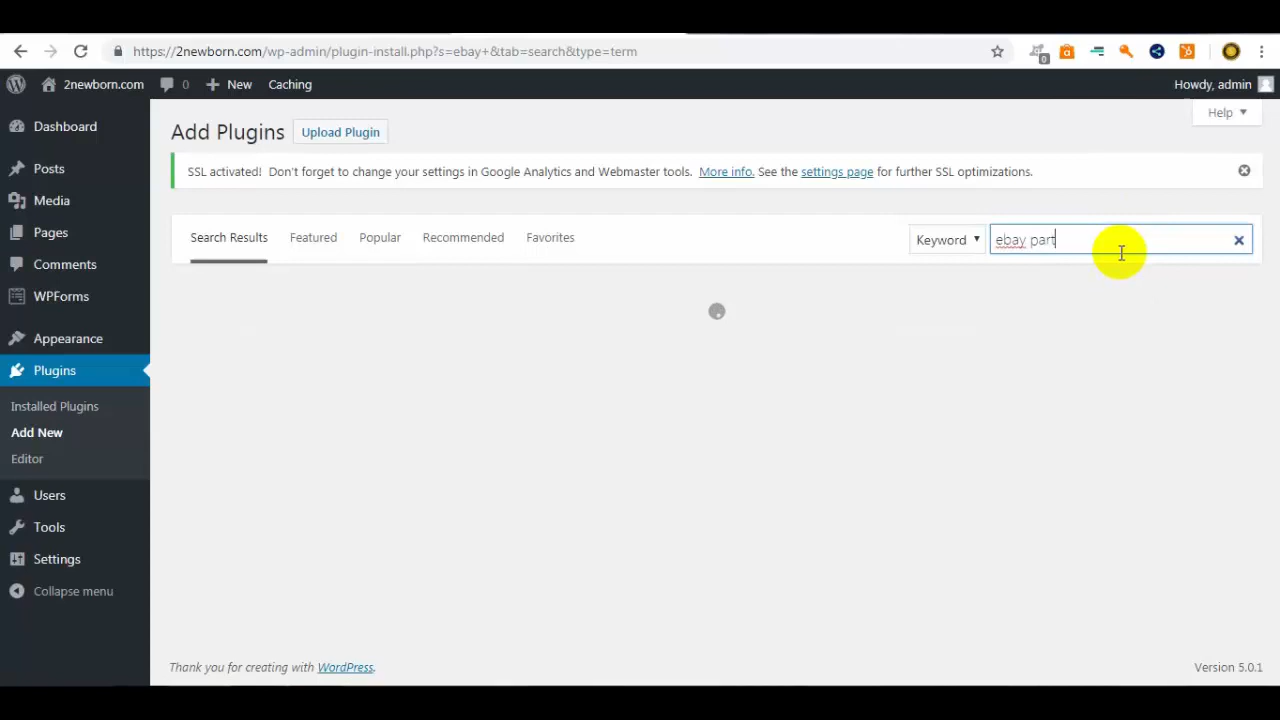 https://2newborn.com/wp-admin/plugin-install.php?s=ebay+&tab=search&type=term
0
2newborn.com 0 New Caching Howdy, admin
Dashboard
Posts
Media
Pages
Comments
WPForms
Appearance
Plugins
Installed Plugins
Add New
Editor
Users
Tools
Settings
Collapse menu
Help
Add Plugins Upload Plugin
SSL activated! Don't forget to change your settings in Google Analytics and Webmaster tools. More info. See the settings page for further SSL optimizations.
Search Results Featured Popular Recommended Favorites Keyword ebay part
Thank you for creating with WordPress. Version 5.0.1